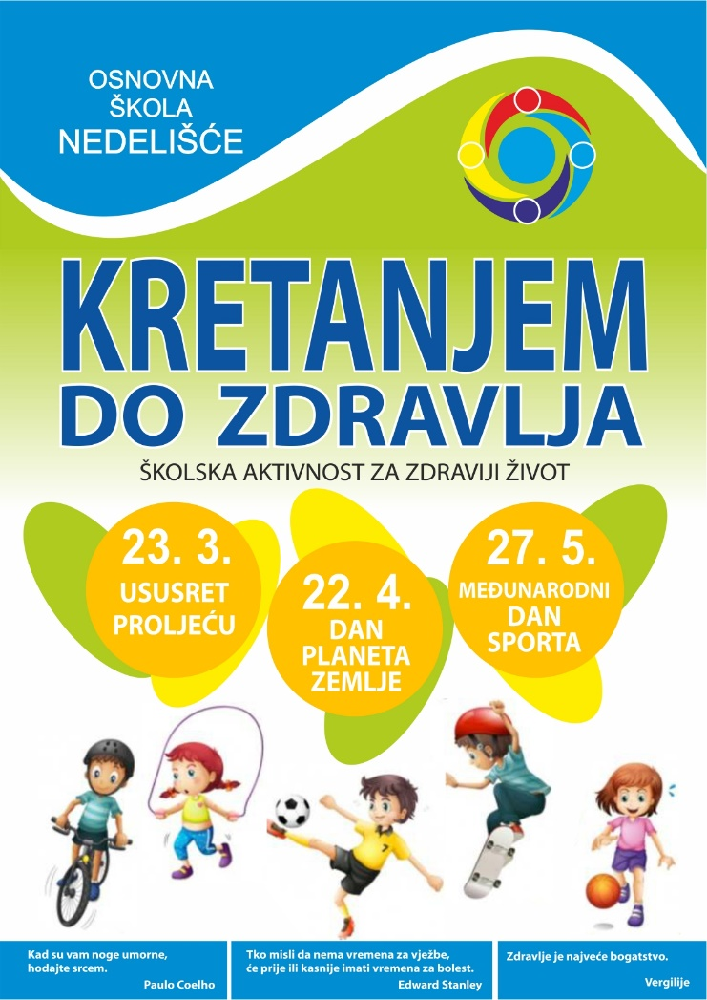 OSNOVNA
ŠKOLA
NEDELIŠĆE
KRETANJEM
DO ZDRAVLJA
ŠKOLSKA AKTIVNOST ZA ZDRAVIJI ŽIVOT
23. 3.
USUSRET
PROLJEĆU
22. 4.
DAN
PLANETA
ZEMLJE
27. 5.
MEĐUNARODNI
DAN
SPORTA
7
Kad su vam noge umorne,
hodajte srcem.
Paulo Coelho
Tko misli da nema vremena za vježbe,
će prije ili kasnije imati vremena za bolest.
Edward Stanley
Zdravlje je najveće bogatstvo.
Vergilije